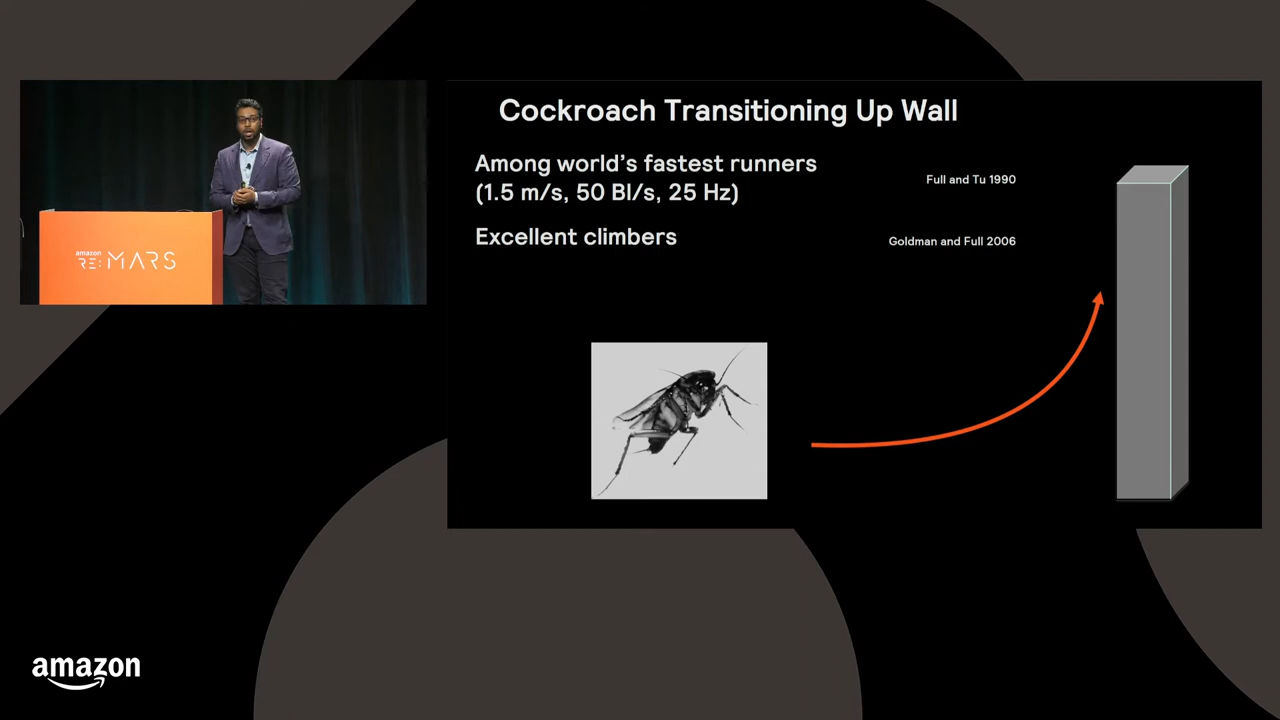 Cockroach Transitioning Up Wall
Among world's fastest runners
(1.5 m/s, 50 Bl/s, 25 Hz)
Full and Tu 1990
Excellent climbers
Goldman and Full 2006
amazon
RE:MARS
amazon